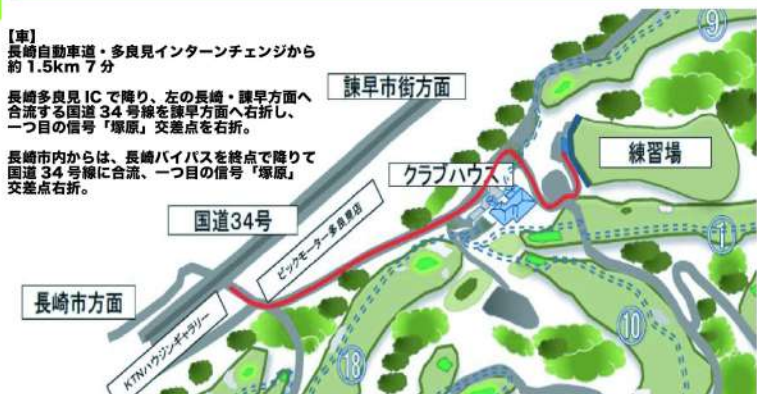 【車】
長崎自動車道・多良見インターンチェンジから
約 1.5km 7 分
長崎多良見 IC で降り、左の長崎・諫早方面へ
合流する国道 34 号線を諫早方面へ右折し、
一つ目の信号「塚原」交差点を右折。
長崎市内からは、長崎バイパスを終点で降りて
国道 34 号線に合流、一つ目の信号「塚原」
交差点右折。
⑨
諫早市街方面
練習場
クラブハウス
国道34号
ビックモーター多良見店
①
長崎市方面
KTNハウジンギャラリー
⑩
⑱